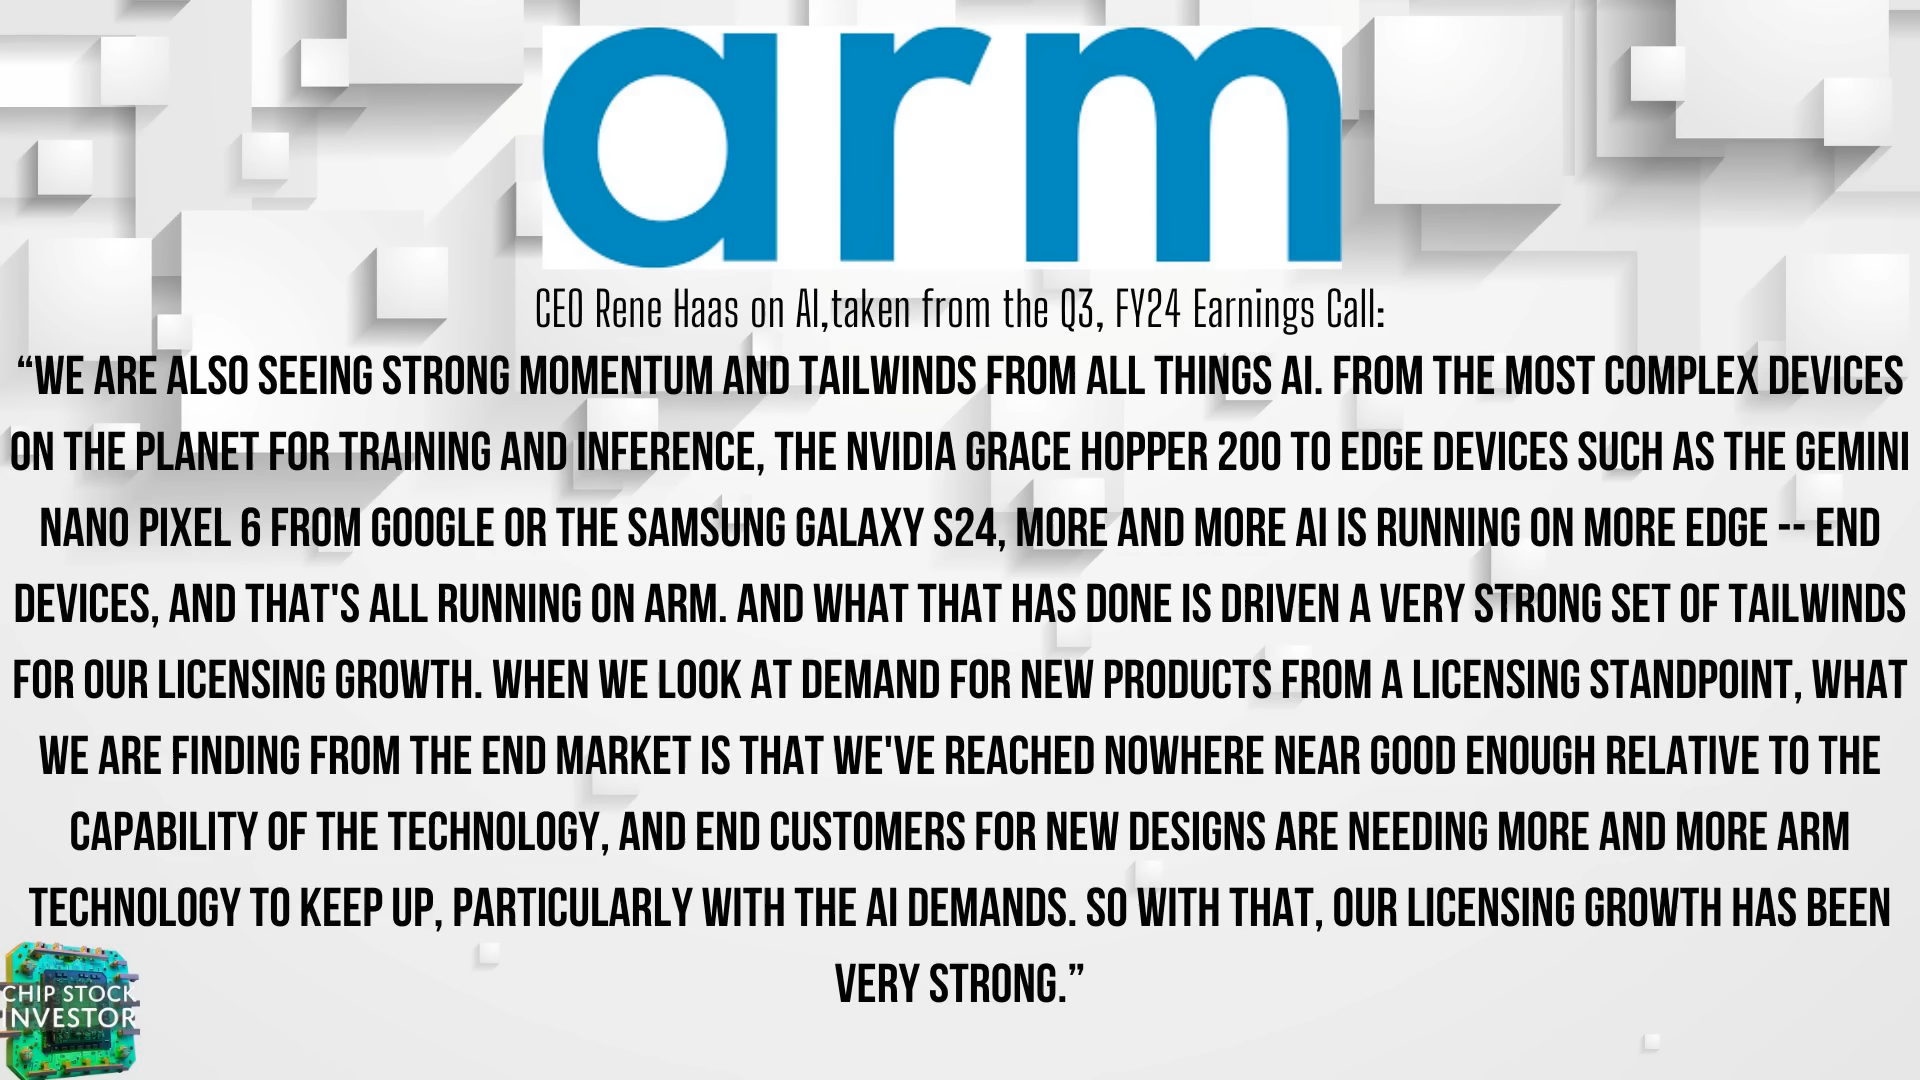 arm
CEO Rene Haas on AI,taken from the Q3, FY24 Earnings Call:
“WE ARE ALSO SEEING STRONG MOMENTUM AND TAILWINDS FROM ALL THINGS AI. FROM THE MOST COMPLEX DEVICES
ON THE PLANET FOR TRAINING AND INFERENCE, THE NVIDIA GRACE HOPPER 200 TO EDGE DEVICES SUCH AS THE GEMINI
NANO PIXEL 6 FROM GOOGLE OR THE SAMSUNG GALAXY S24, MORE AND MORE AI IS RUNNING ON MORE EDGE -- END
DEVICES, AND THAT'S ALL RUNNING ON ARM. AND WHAT THAT HAS DONE IS DRIVEN A VERY STRONG SET OF TAILWINDS
FOR OUR LICENSING GROWTH. WHEN WE LOOK AT DEMAND FOR NEW PRODUCTS FROM A LICENSING STANDPOINT, WHAT
WE ARE FINDING FROM THE END MARKET IS THAT WE'VE REACHED NOWHERE NEAR GOOD ENOUGH RELATIVE TO THE
CAPABILITY OF THE TECHNOLOGY, AND END CUSTOMERS FOR NEW DESIGNS ARE NEEDING MORE AND MORE ARM
TECHNOLOGY TO KEEP UP, PARTICULARLY WITH THE AI DEMANDS. SO WITH THAT, OUR LICENSING GROWTH HAS BEEN
VERY STRONG.”
CHIP STOCK
INVESTOR